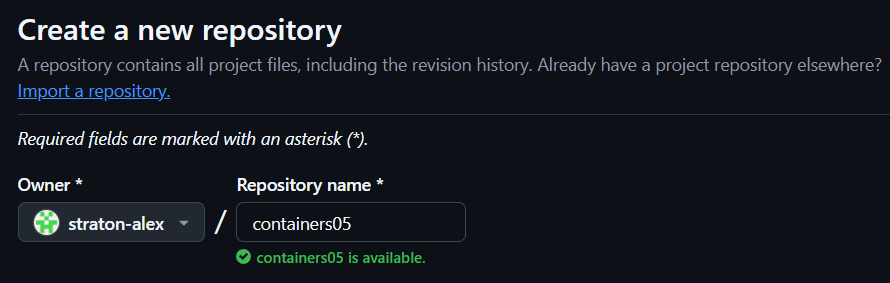 Create a new repository
A repository contains all project files, including the revision history. Already have a project repository elsewhere?
Import a repository.
Required fields are marked with an asterisk (*).
Owner *
Repository name *
straton-alex
/
containers05
containers05 is available.